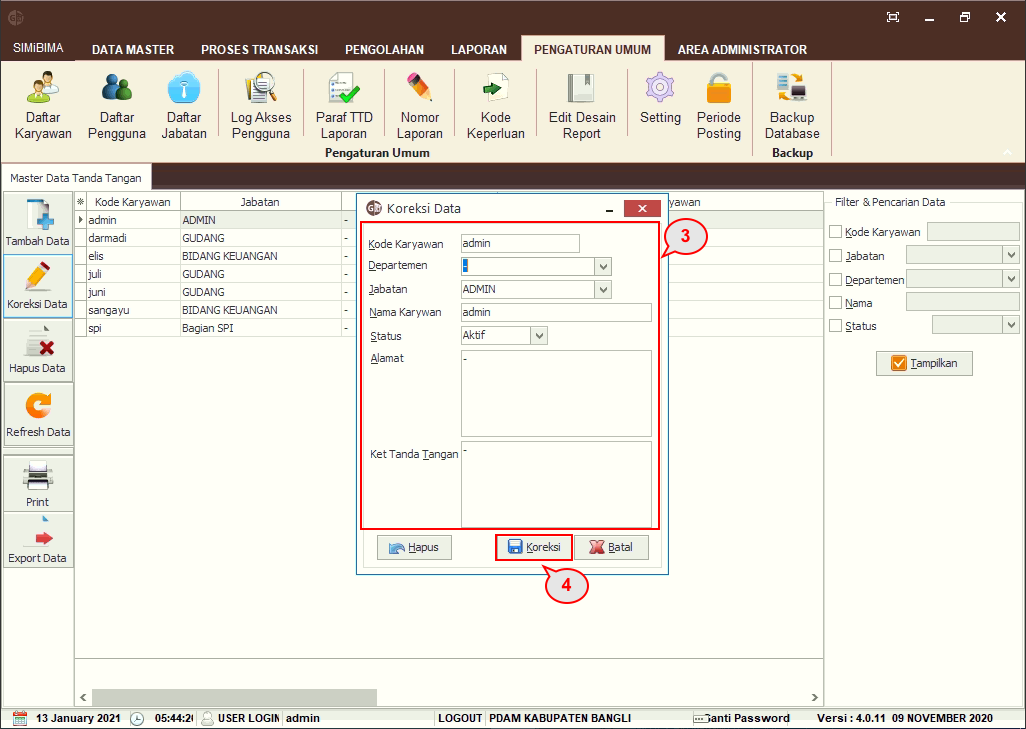 SIMiBIMA DATA MASTER PROSES TRANSAKSI PENGOLAHAN LAPORAN PENGATURAN UMUM AREA ADMINISTRATOR
Daftar Karyawan
Daftar Pengguna
Daftar Jabatan
Log Akses Pengguna
Paraf TTD Laporan
Nomor Laporan
Kode Keperluan
Edit Desain Report
Setting
Periode Posting
Backup Database
Pengaturan Umum
Backup
Master Data Tanda Tangan
Tambah Data
Koreksi Data
Hapus Data
Refresh Data
Print
Export Data
Kode Karyawan Jabatan yawan
admin ADMIN -
darmadi GUDANG -
elis BIDANG KEUANGAN -
juli GUDANG -
juni GUDANG -
sangayu BIDANG KEUANGAN -
spi Bagian SPI -
Koreksi Data
Kode Karyawan admin
Departemen -
Jabatan ADMIN
Nama Karywan admin
Status Aktif
Alamat -
Ket Tanda Tangan -
Hapus Koreksi Batal
3
4
Filter & Pencarian Data
Kode Karyawan
Jabatan
Departemen
Nama
Status
Tampilkan
13 January 2021 05:44:20 USER LOGIN admin LOGOUT PDAM KABUPATEN BANGLI Ganti Password Versi : 4.0.11 09 NOVEMBER 2020